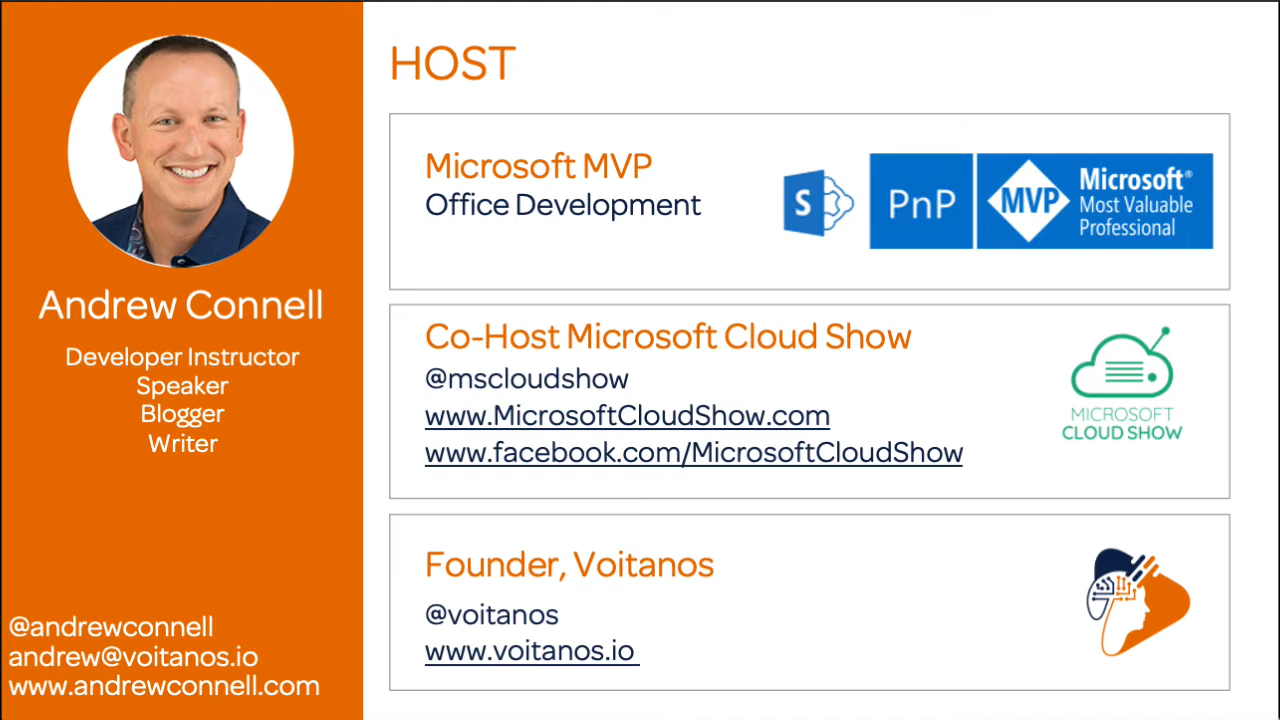 Andrew Connell
Developer Instructor
Speaker
Blogger
Writer
@andrewconnell
andrew@voitanos.io
www.andrewconnell.com
HOST
Microsoft MVP
Office Development
S
PnP
MVP
Microsoft®
Most Valuable
Professional
Co-Host Microsoft Cloud Show
@mscloudshow
www.MicrosoftCloudShow.com
www.facebook.com/MicrosoftCloudShow
MICROSOFT
CLOUD SHOW
Founder, Voitanos
@voitanos
www.voitanos.io